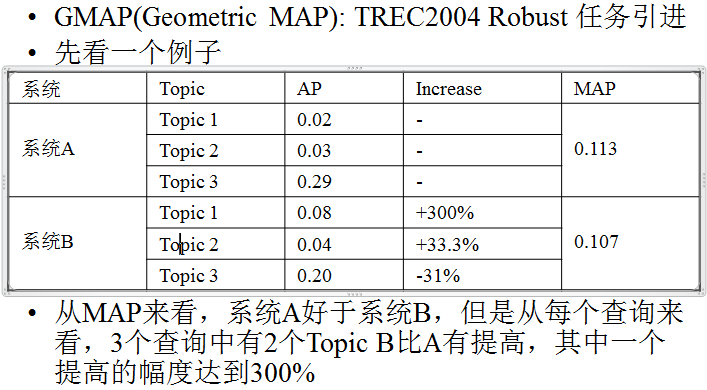 • GMAP(Geometric MAP): TREC2004 Robust 任务引进
• 先看一个例子
系统 Topic AP Increase MAP
系统A Topic 1 0.02 - 0.113
Topic 2 0.03 -
Topic 3 0.29 -
系统B Topic 1 0.08 +300% 0.107
Topic 2 0.04 +33.3%
Topic 3 0.20 -31%
• 从MAP来看，系统A好于系统B，但是从每个查询来
看，3个查询中有2个Topic B比A有提高，其中一个
提高的幅度达到300%